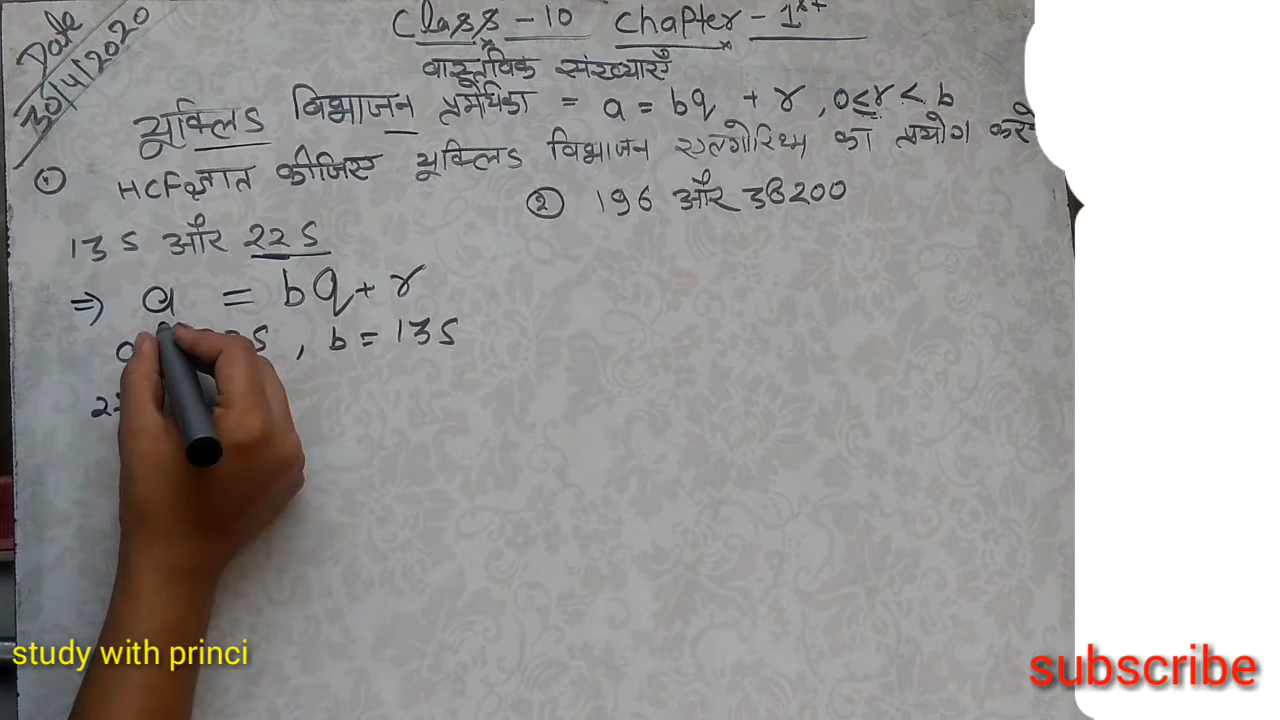 Date
30/4/2020
Class - 10 Chapter - 1st
वास्तविक संख्याएँ
यूक्लिड विभाजन प्रमेयिका = a = bq + r, 0 ≤ r < b
① HCF ज्ञात कीजिए यूक्लिड विभाजन एल्गोरिथ्म का प्रयोग करके
135 और 225
② 196 और 38200
⇒ a = bq + r
, b = 135
study with princi
subscribe